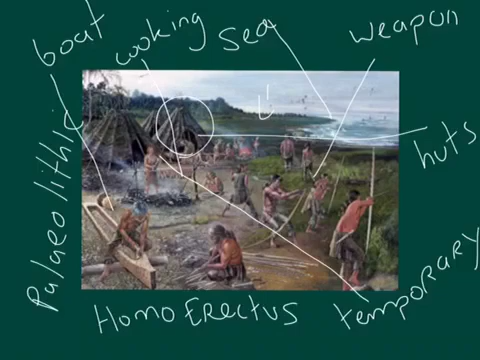 boat
cooking
sea
weapon
huts
Palaeolithic
Homo Erectus
temporary